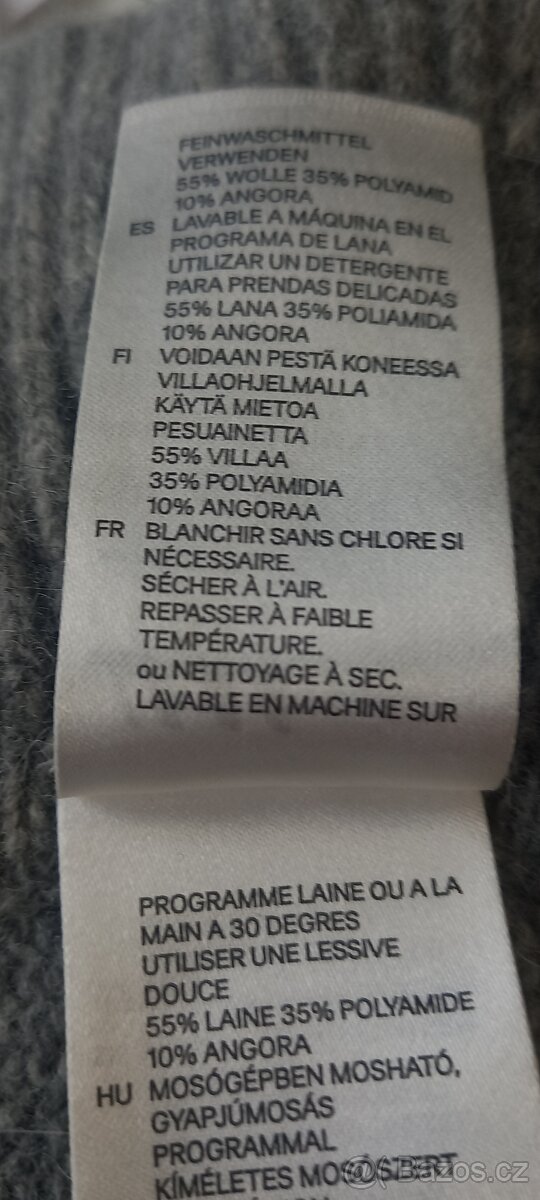 FEINWASCHMITTEL
VERWENDEN
55% WOLLE 35% POLYAMID
10% ANGORA
ES LAVABLE A MÁQUINA EN EL
PROGRAMA DE LANA
UTILIZAR UN DETERGENTE
PARA PRENDAS DELICADAS
55% LANA 35% POLIAMIDA
10% ANGORA
FI VOIDAAN PESTÄ KONEESSA
VILLAOHJELMALLA
KÄYTÄ MIETOA
PESUAINETTA
55% VILLAA
35% POLYAMIDIA
10% ANGORAA
FR BLANCHIR SANS CHLORE SI
NÉCESSAIRE.
SÉCHER À L'AIR.
REPASSER À FAIBLE
TEMPÉRATURE.
ou NETTOYAGE À SEC.
LAVABLE EN MACHINE SUR
PROGRAMME LAINE OU A LA
MAIN A 30 DEGRES
UTILISER UNE LESSIVE
DOUCE
55% LAINE 35% POLYAMIDE
10% ANGORA
HU MOSÓGÉPBEN MOSHATÓ,
GYAPJÚMOSÁS
PROGRAMMAL
KÍMÉLETES MOSÓSZERT
Bazos.cz